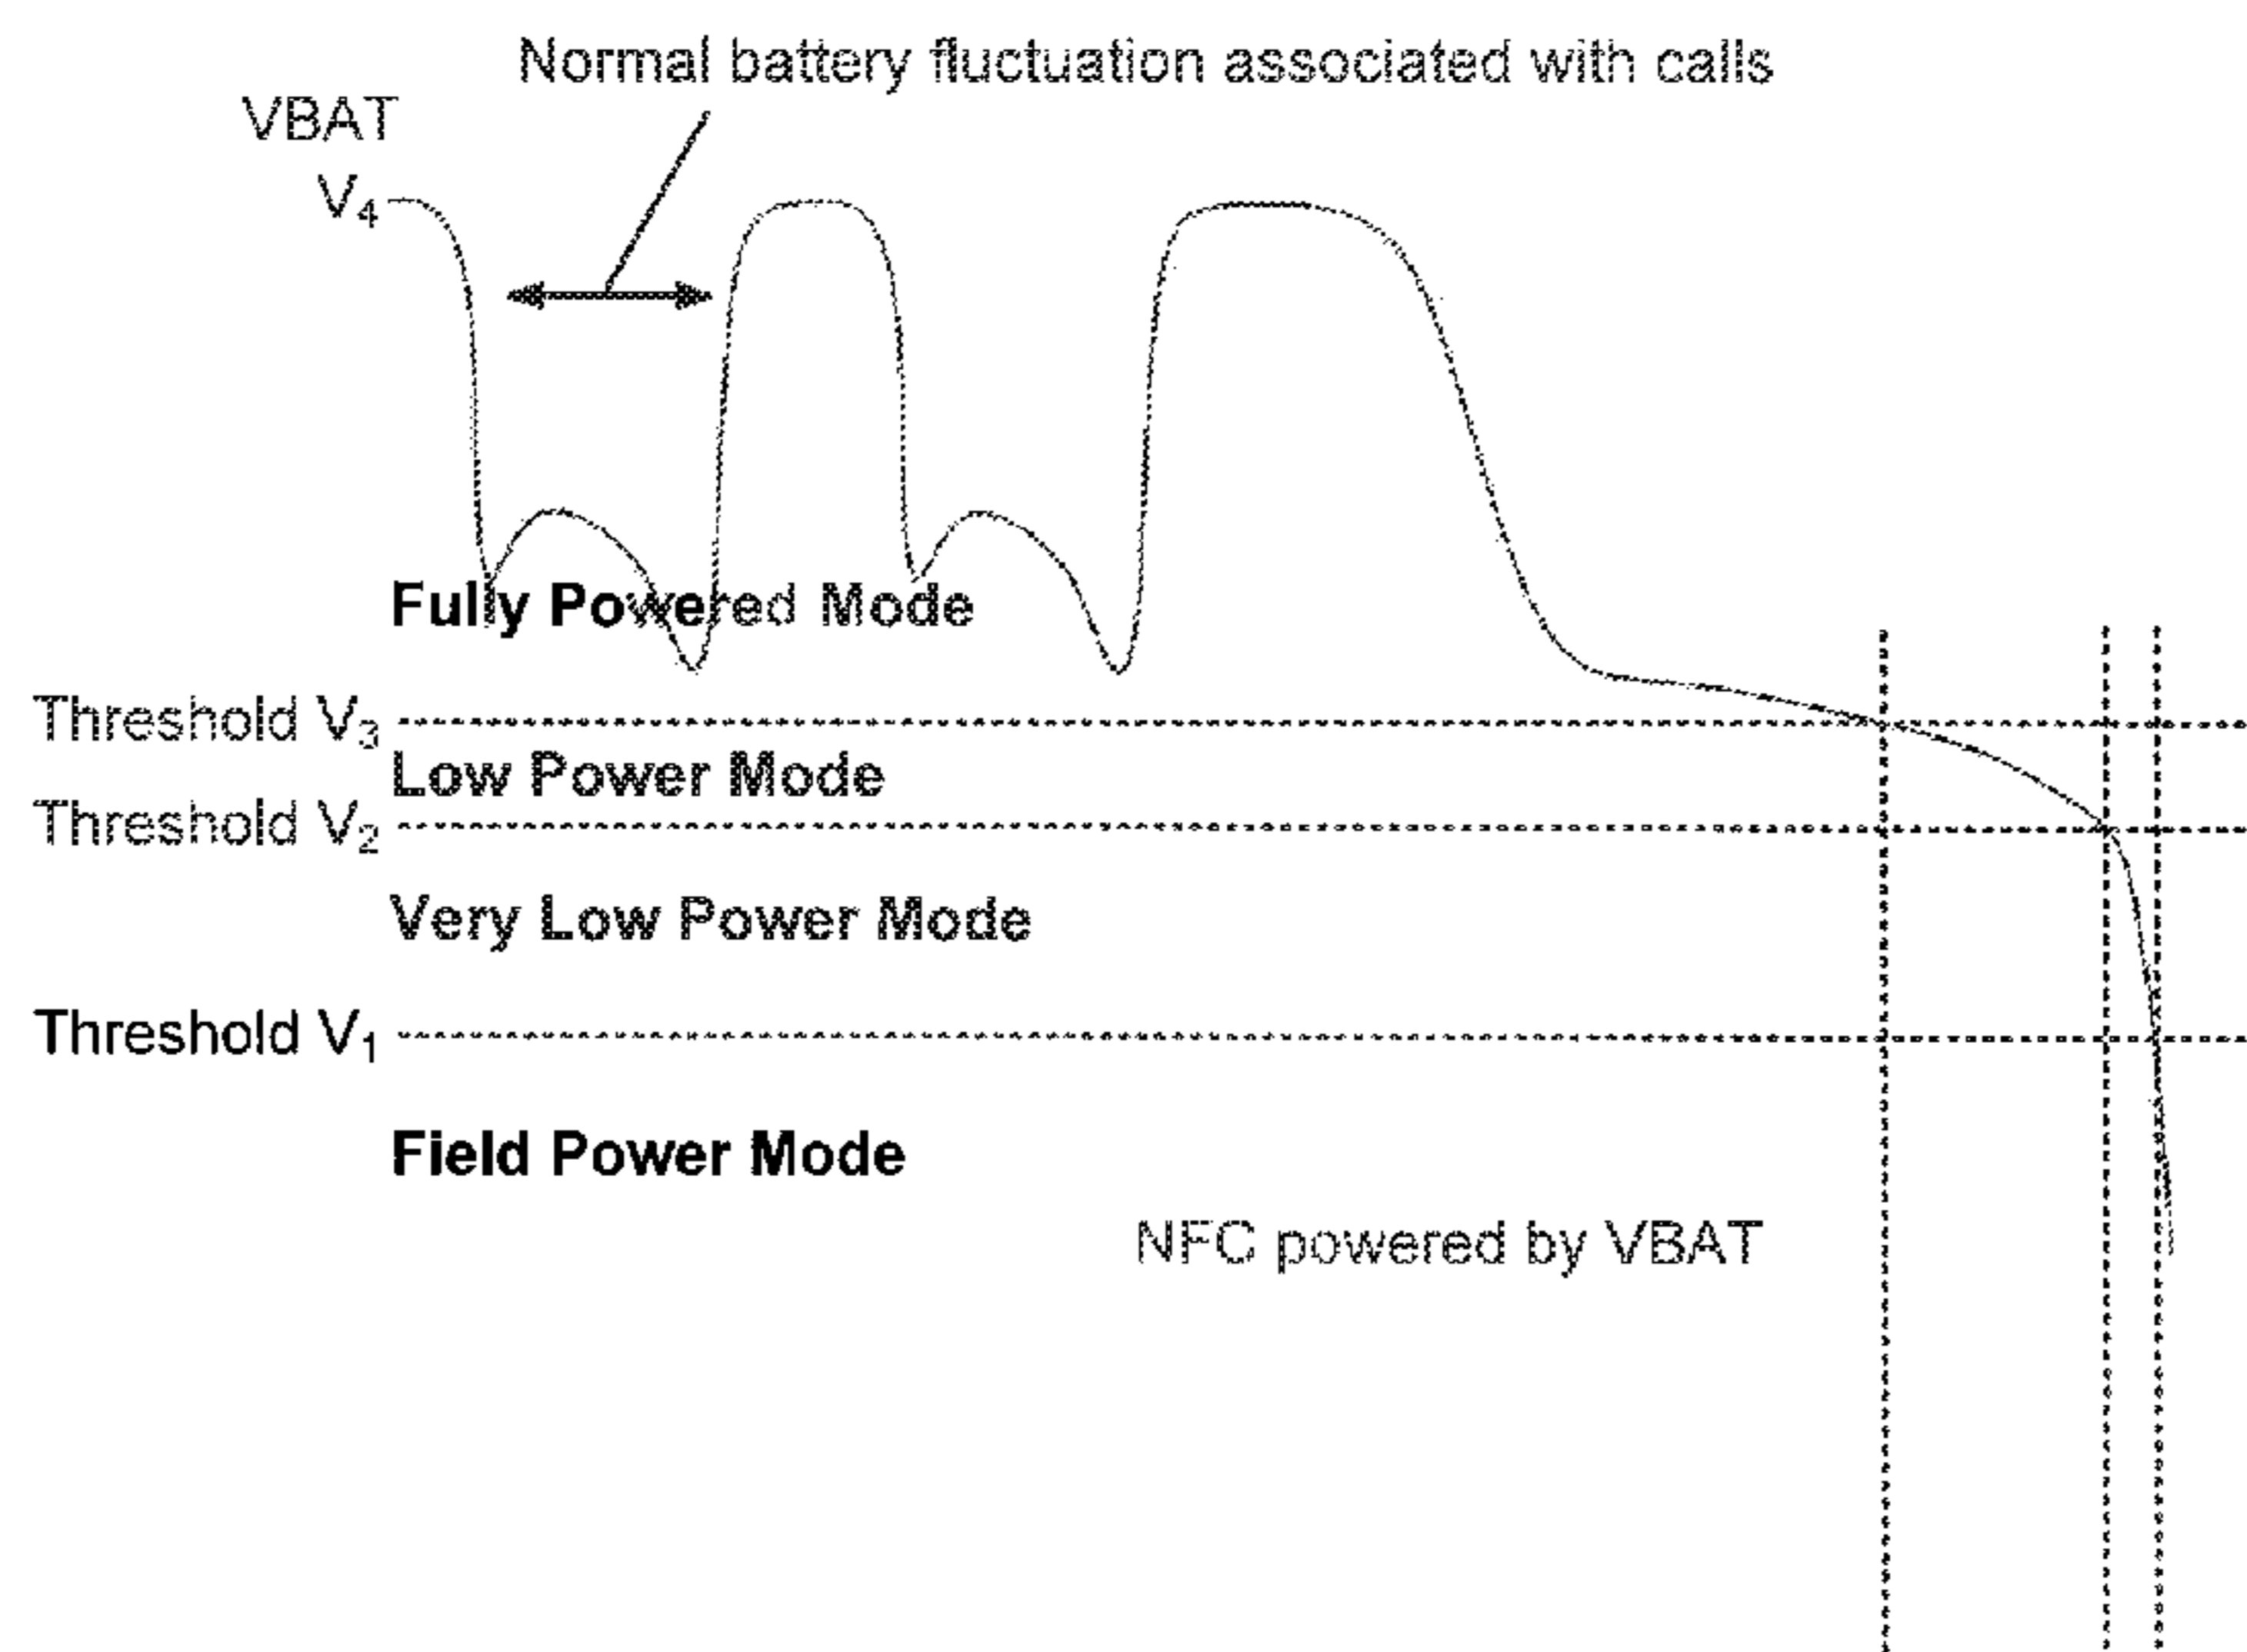 Normal battery fluctuation associated with calls
VBAT
V₄
Fully Powered Mode
Threshold V₃
Low Power Mode
Threshold V₂
Very Low Power Mode
Threshold V₁
Field Power Mode
NFC powered by VBAT